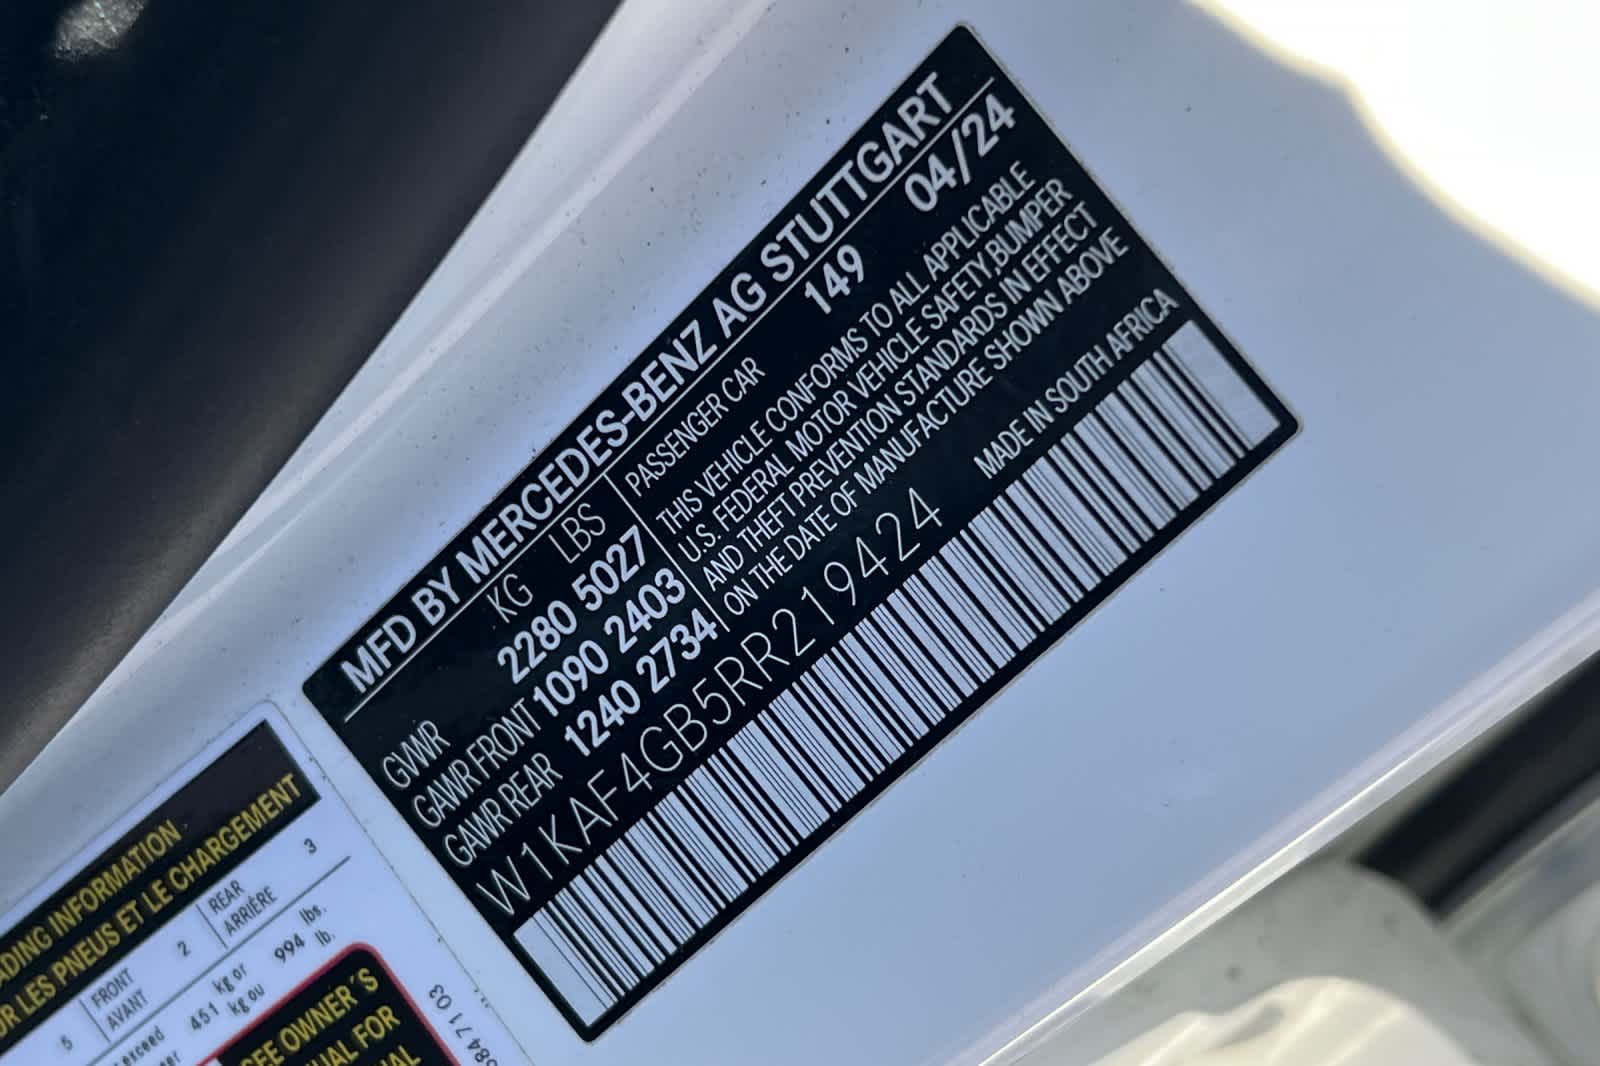 MFD BY MERCEDES-BENZ AG STUTTGART
149 04/24
KG LBS
GVWR 2280 5027
GAWR FRONT 1090 2403
GAWR REAR 1240 2734
PASSENGER CAR
THIS VEHICLE CONFORMS TO ALL APPLICABLE
U.S. FEDERAL MOTOR VEHICLE SAFETY,BUMPER
AND THEFT PREVENTION STANDARDS IN EFFECT
ON THE DATE OF MANUFACTURE SHOWN ABOVE
MADE IN SOUTH AFRICA
W1KAF4GB5RR219424
INFORMATION
LES PNEUS ET LE CHARGEMENT
5 FRONT 2 REAR 3
AVANT ARRIÈRE
exceed 451 kg or 994 lbs.
kg ou lb.
SEE OWNER'S
FOR